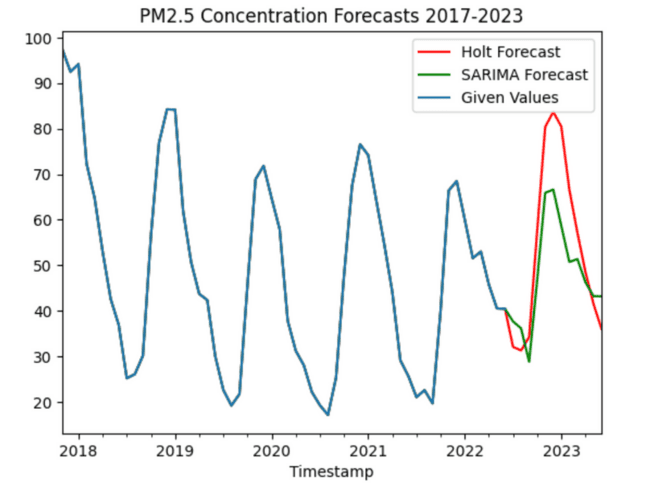 PM2.5 Concentration Forecasts 2017-2023
Holt Forecast
SARIMA Forecast
Given Values
100
90
80
70
60
50
40
30
20
2018 2019 2020 2021 2022 2023
Timestamp